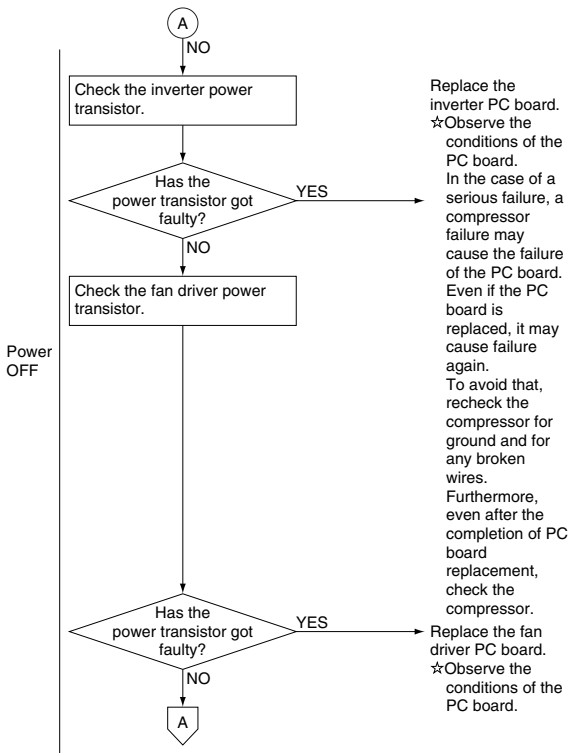 A
NO
Check the inverter power
transistor.
Has the
power transistor got
faulty?
YES
Replace the
inverter PC board.
☆Observe the
conditions of the
PC board.
In the case of a
serious failure, a
compressor
failure may
cause the failure
of the PC board.
Even if the PC
board is
replaced, it may
cause failure
again.
To avoid that,
recheck the
compressor for
ground and for
any broken
wires.
Furthermore,
even after the
completion of PC
board
replacement,
check the
compressor.
NO
Check the fan driver power
transistor.
Power
OFF
Has the
power transistor got
faulty?
YES
Replace the fan
driver PC board.
☆Observe the
conditions of the
PC board.
NO
A